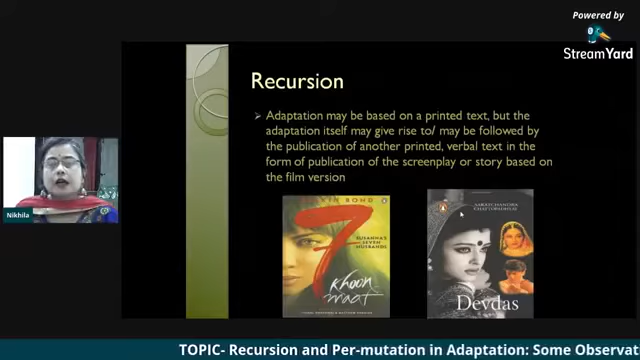 Powered by
StreamYard
Recursion
Adaptation may be based on a printed text, but the
adaptation itself may give rise to/ may be followed by
the publication of another printed, verbal text in the
form of publication of the screenplay or story based on
the film version
BOND
SUSANNA'S
SEVEN
HUSBANDS
7
Khoon
maaf
SARATCHANDRA
CHATTOPADHYAY
Devdas
Nikhila
TOPIC- Recursion and Per-mutation in Adaptation: Some Observat